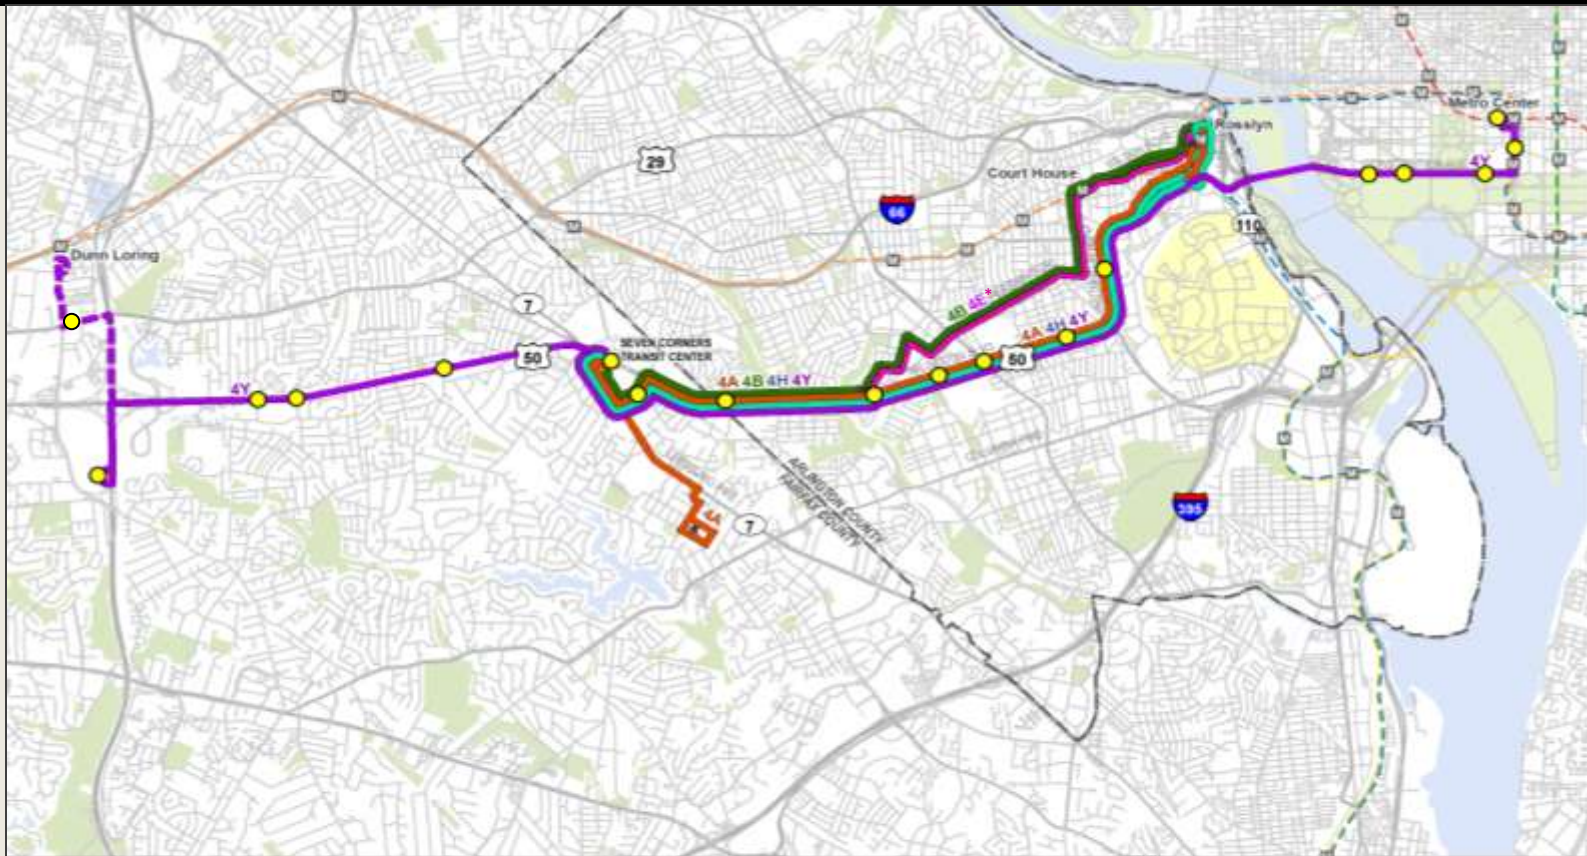 Metro Center
Rosslyn
29
Court House
4Y
66
110
Dunn Loring
4B 4E*
7
4A 4H 4Y
SEVEN CORNERS
TRANSIT CENTER
50
50
4Y
4A 4B 4H 4Y
ARLINGTON COUNTY
FAIRFAX COUNTY
395
4A
7